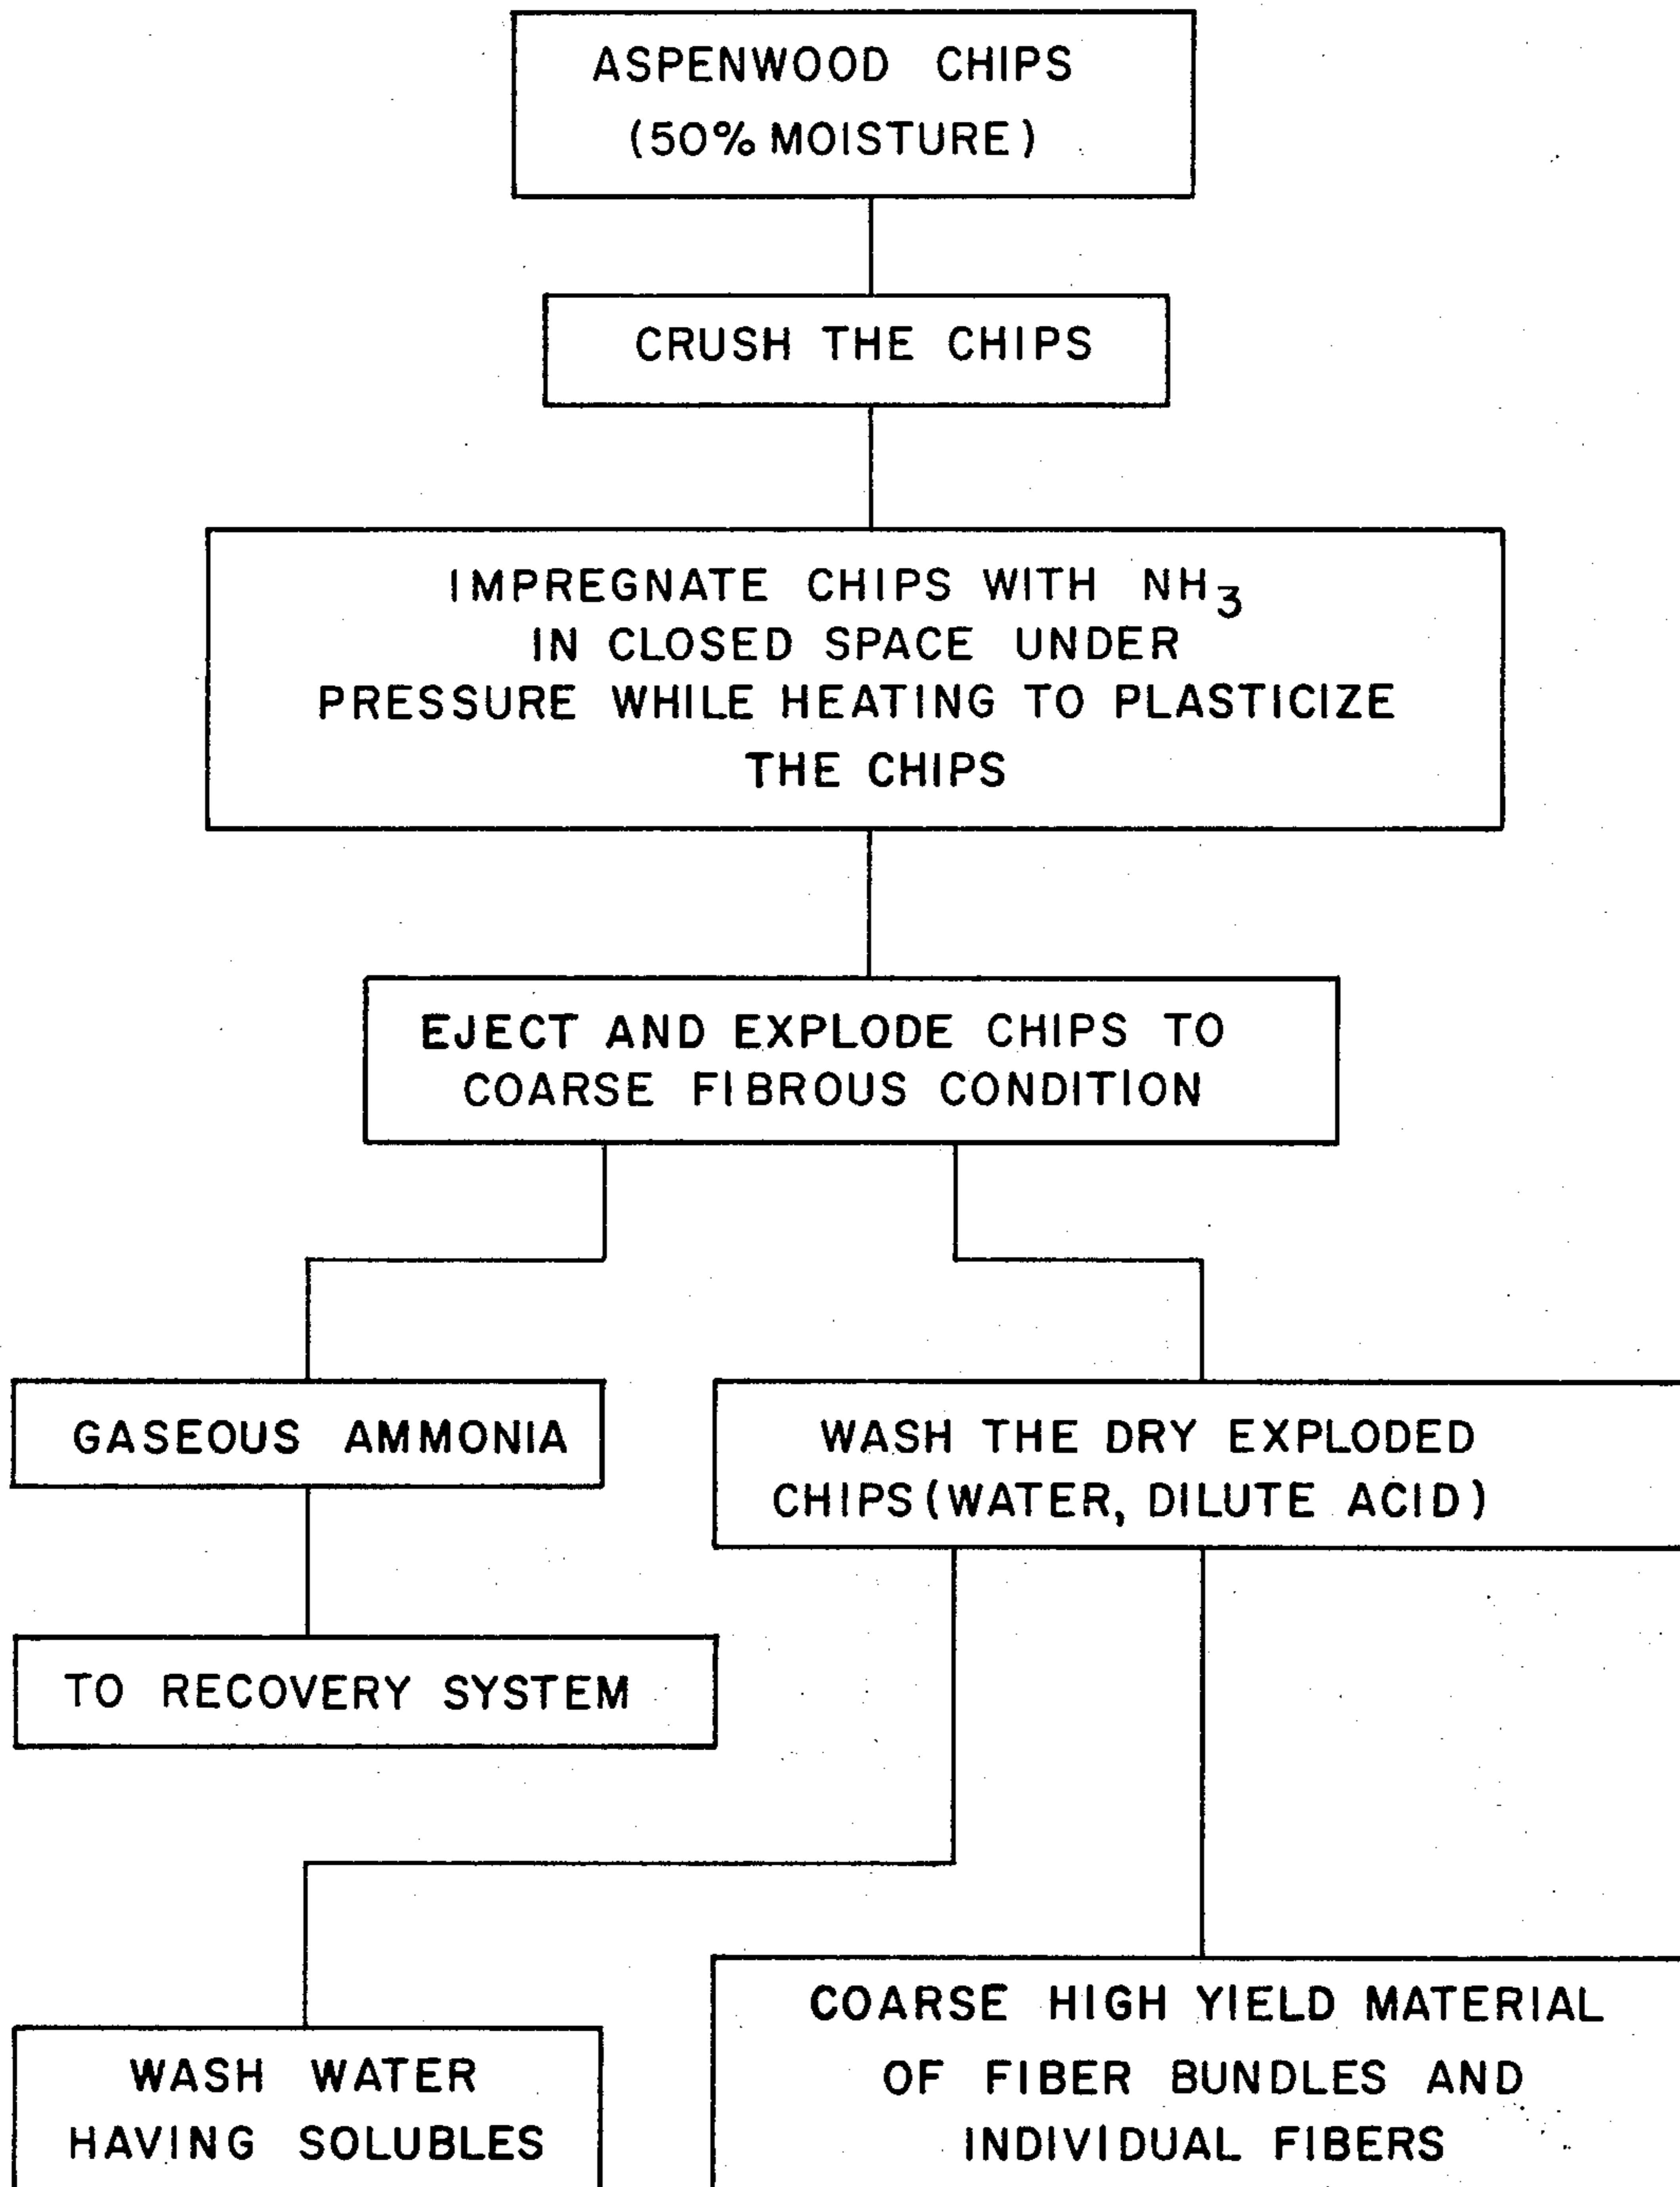 ASPENWOOD CHIPS
(50% MOISTURE)
CRUSH THE CHIPS
IMPREGNATE CHIPS WITH NH3
IN CLOSED SPACE UNDER
PRESSURE WHILE HEATING TO PLASTICIZE
THE CHIPS
EJECT AND EXPLODE CHIPS TO
COARSE FIBROUS CONDITION
GASEOUS AMMONIA
WASH THE DRY EXPLODED
CHIPS (WATER, DILUTE ACID)
TO RECOVERY SYSTEM
WASH WATER
HAVING SOLUBLES
COARSE HIGH YIELD MATERIAL
OF FIBER BUNDLES AND
INDIVIDUAL FIBERS